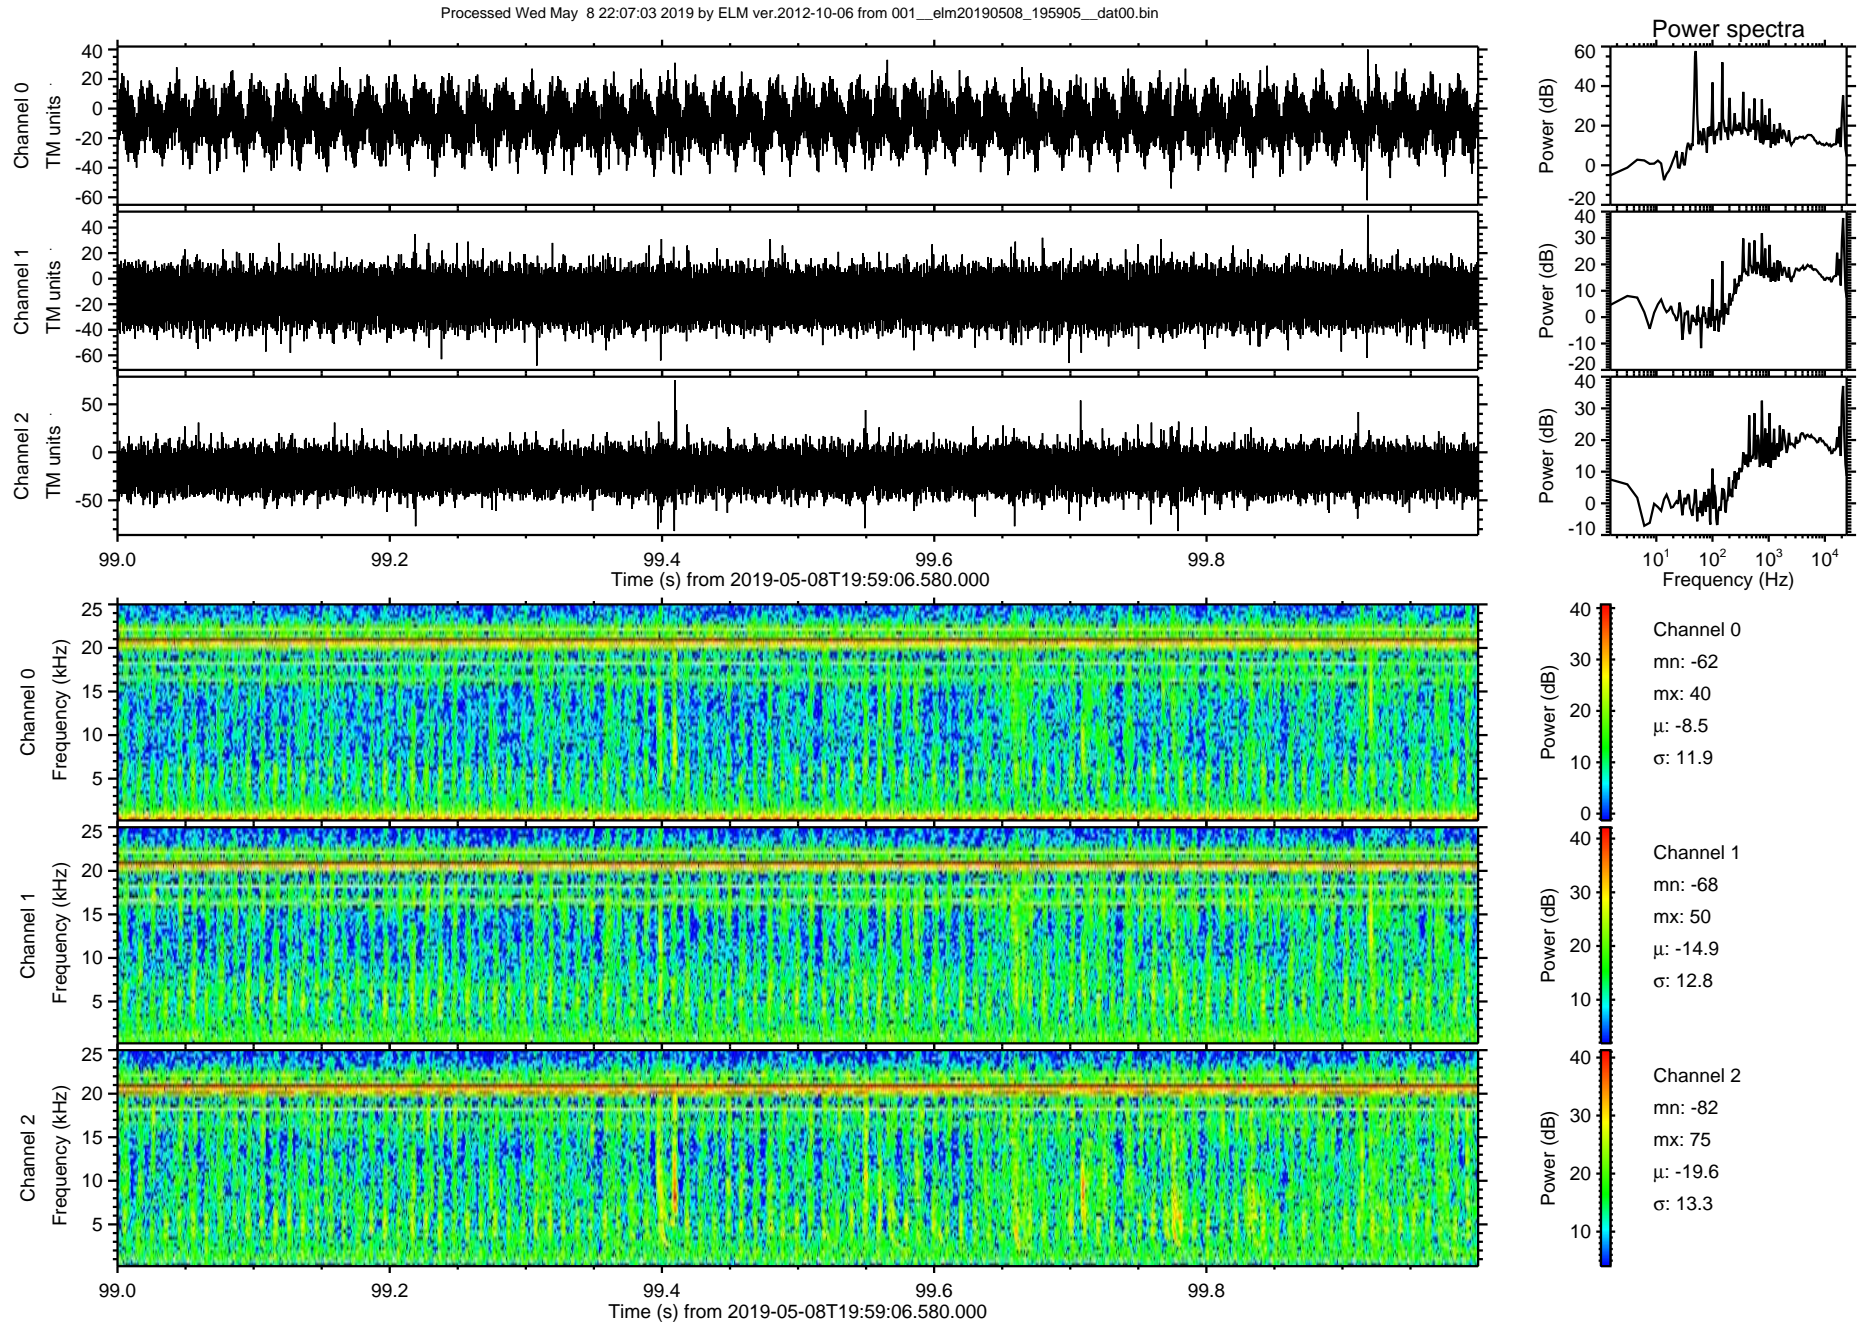 Processed Wed May  8 22:07:03 2019 by ELM ver.2012-10-06 from 001__elm20190508_195905__dat00.bin
Power spectra
Channel 0
TM units
40
20
0
-20
-40
-60
Power (dB)
60
40
20
0
-20
Channel 1
TM units
40
20
0
-20
-40
-60
Power (dB)
40
30
20
10
0
-10
-20
Channel 2
TM units
50
0
-50
Power (dB)
40
30
20
10
0
-10
99.0 99.2 99.4 99.6 99.8
Time (s) from 2019-05-08T19:59:06.580.000
10^1 10^2 10^3 10^4
Frequency (Hz)
Channel 0
Frequency (kHz)
25
20
15
10
5
Power (dB)
40
30
20
10
0
Channel 0
mn: -62
mx: 40
μ: -8.5
σ: 11.9
Channel 1
Frequency (kHz)
25
20
15
10
5
Power (dB)
40
30
20
10
Channel 1
mn: -68
mx: 50
μ: -14.9
σ: 12.8
Channel 2
Frequency (kHz)
25
20
15
10
5
Power (dB)
40
30
20
10
Channel 2
mn: -82
mx: 75
μ: -19.6
σ: 13.3
99.0 99.2 99.4 99.6 99.8
Time (s) from 2019-05-08T19:59:06.580.000